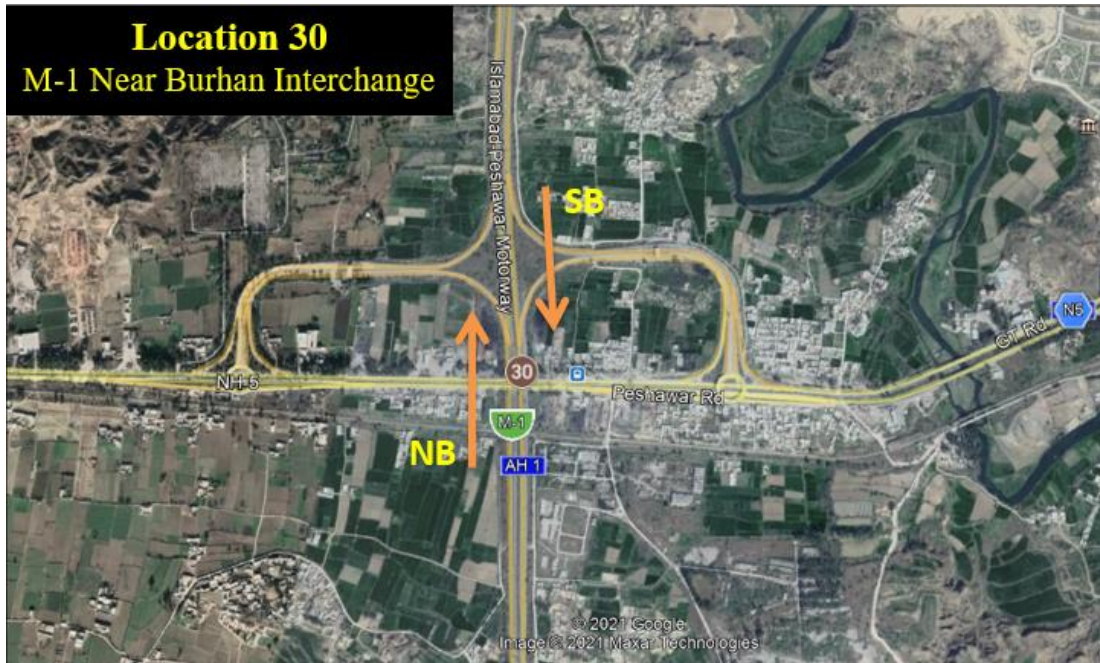 Location 30
M-1 Near Burhan Interchange
Islamabad-Peshawar Motorway
SB
N5
GT Rd
30
NH-5
Peshawar Rd
M-1
NB
AH 1
© 2021 Google
Image © 2021 Maxar Technologies